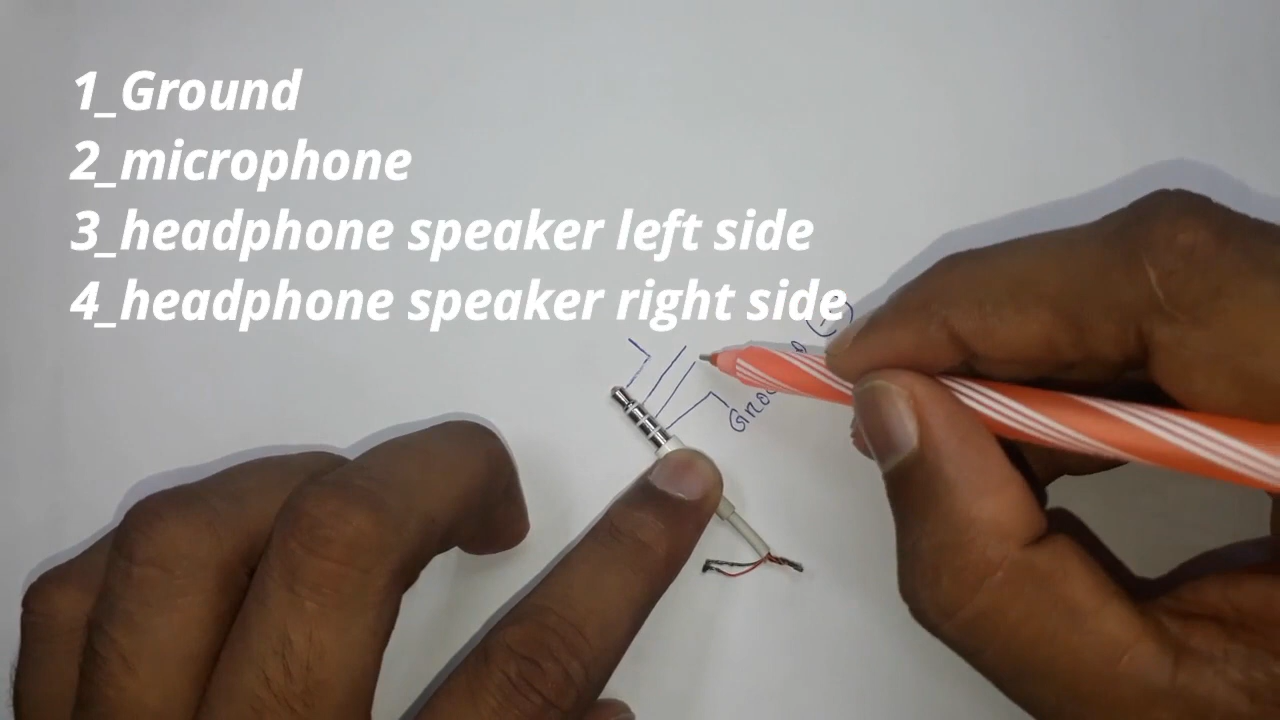 1_Ground
2_microphone
3_headphone speaker left side
4_headphone speaker right side
(-)